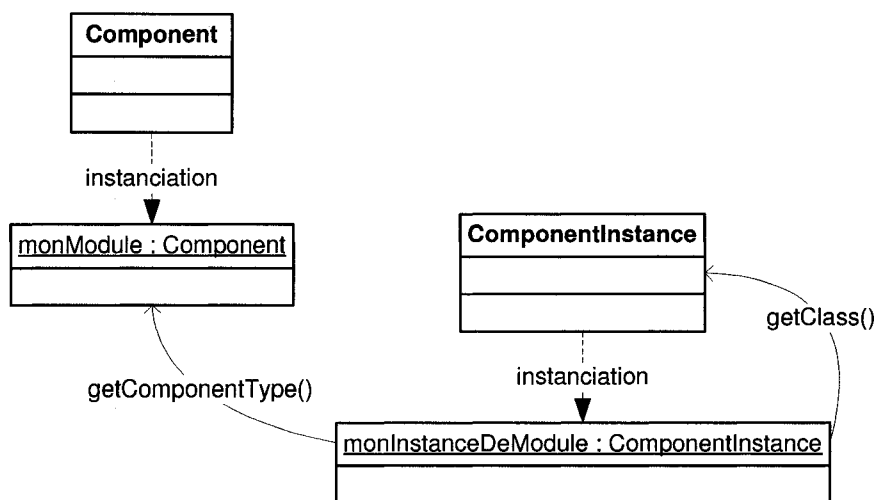 Component
instanciation
monModule : Component
ComponentInstance
getClass()
instanciation
getComponentType()
monInstanceDeModule : ComponentInstance